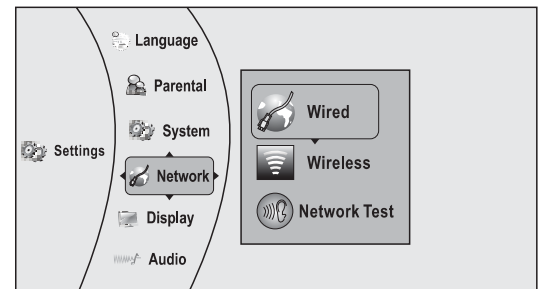 Settings
Language
Parental
System
Network
Display
Audio
Wired
Wireless
Network Test